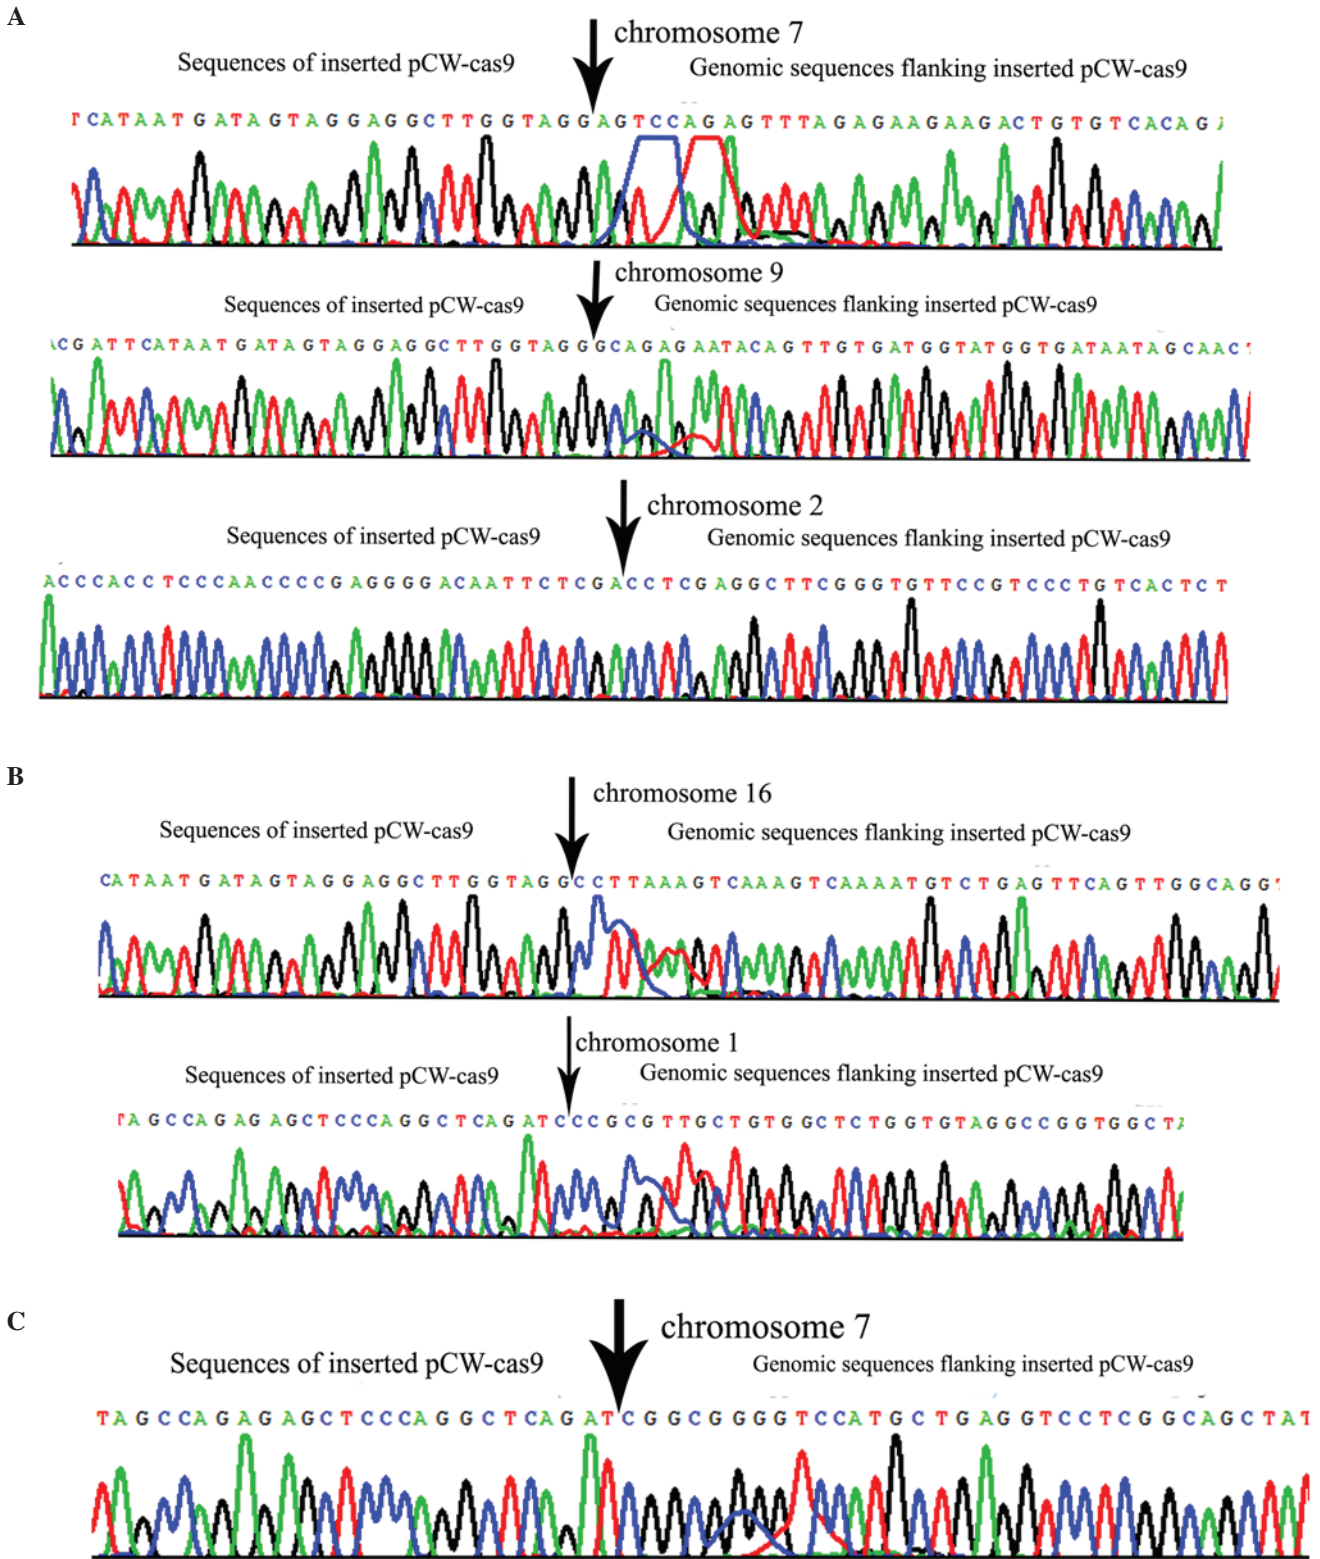 A
chromosome 7
Sequences of inserted pCW-cas9
Genomic sequences flanking inserted pCW-cas9
TCATAATGATAGTAGGAGGCTTGGTAGGAGTCCAGAGTTTAGAGAAGAAGACTGTGTCACAGA
chromosome 9
Sequences of inserted pCW-cas9
Genomic sequences flanking inserted pCW-cas9
ACGATTCATAATGATAGTAGGAGGCTTGGTAGGGCAGAGAATACAGTTGTGATGGTATGGTGATAATAGCAACT
chromosome 2
Sequences of inserted pCW-cas9
Genomic sequences flanking inserted pCW-cas9
ACCCACCTCCCAACCCCGAGGGGACAATTCTCGACCTCGAGGCTTCGGGTGTTCCGTCCCTGTCACTCT
B
chromosome 16
Sequences of inserted pCW-cas9
Genomic sequences flanking inserted pCW-cas9
CATAATGATAGTAGGAGGCTTGGTAGGCCTTAAAGTCAAAGTCAAAATGTCTGAGTTCAGTTGGCAGGT
chromosome 1
Sequences of inserted pCW-cas9
Genomic sequences flanking inserted pCW-cas9
TAGCCAGAGAGCTCCCAGGCTCAGATCCCGCGTTGCTGTGGCTCTGGTGTAGGCCGGTGGCTA
C
chromosome 7
Sequences of inserted pCW-cas9
Genomic sequences flanking inserted pCW-cas9
TAGCCAGAGAGCTCCCAGGCTCAGATCGGCGGGGTCCATGCTGAGGTCCTCGGCAGCTAT